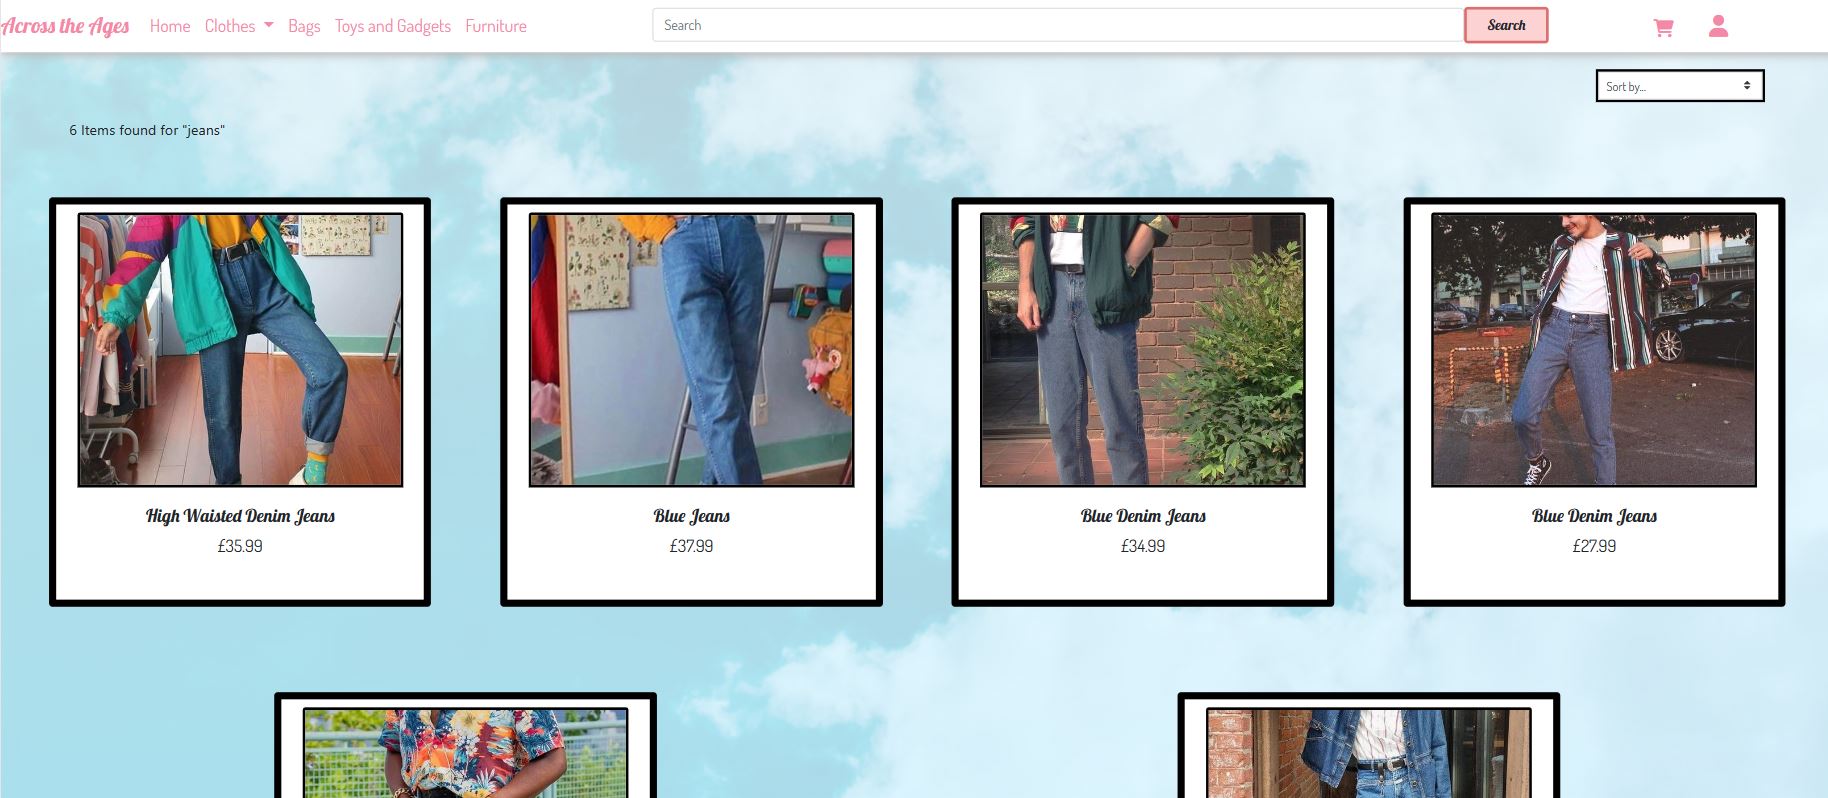 Across the Ages Home Clothes Bags Toys and Gadgets Furniture Search Search
Sort by...
6 Items found for "jeans"
High Waisted Denim Jeans
£35.99
Blue Jeans
£37.99
Blue Denim Jeans
£34.99
Blue Denim Jeans
£27.99